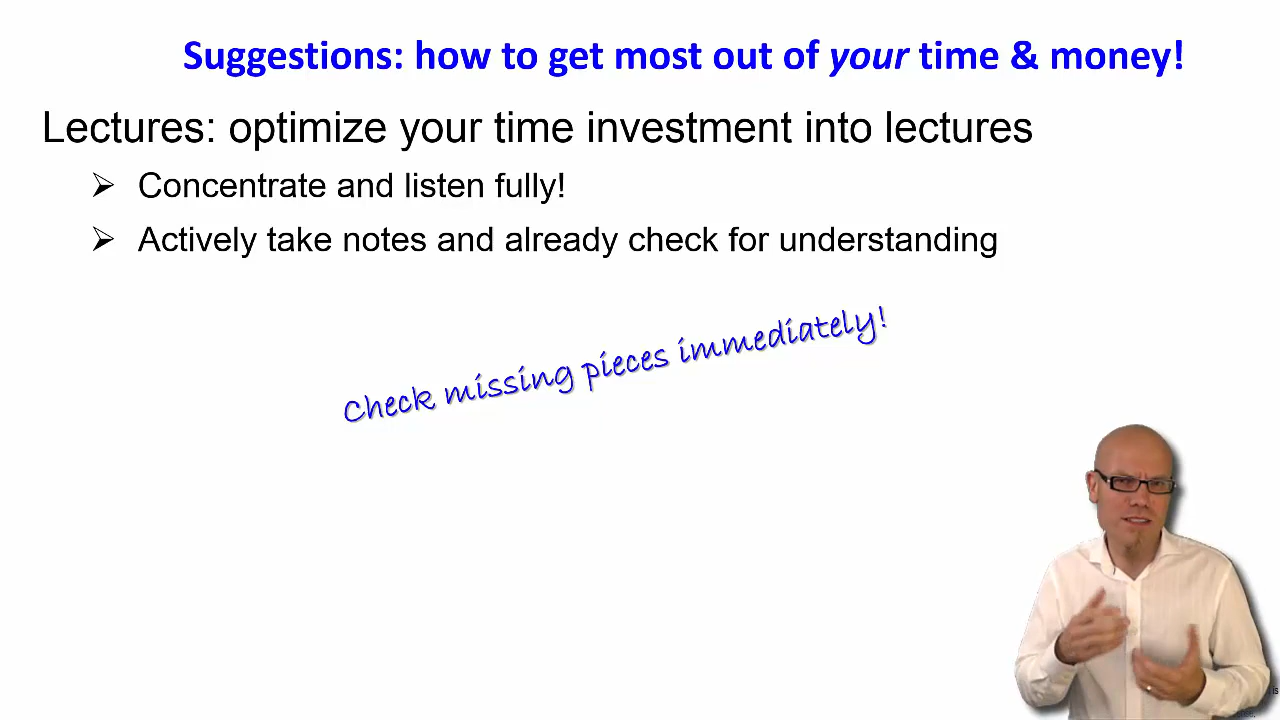 Suggestions: how to get most out of your time & money!
Lectures: optimize your time investment into lectures
➢ Concentrate and listen fully!
➢ Actively take notes and already check for understanding
Check missing pieces immediately!
is